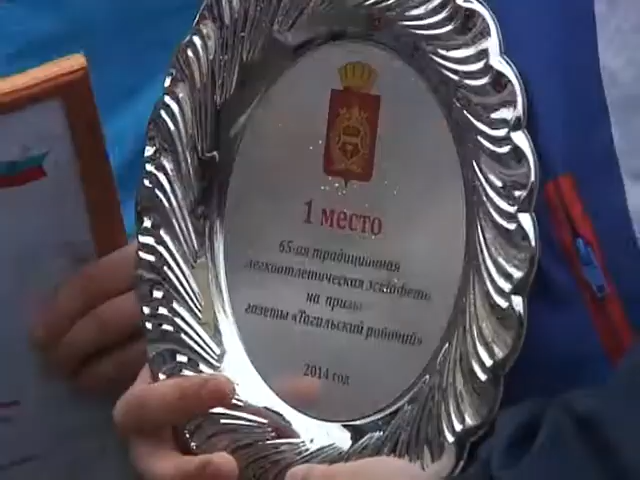 1 место
65-ая традиционная
легкоатлетическая эстафета
на призы
газеты «Тагильский рабочий»
2014 год